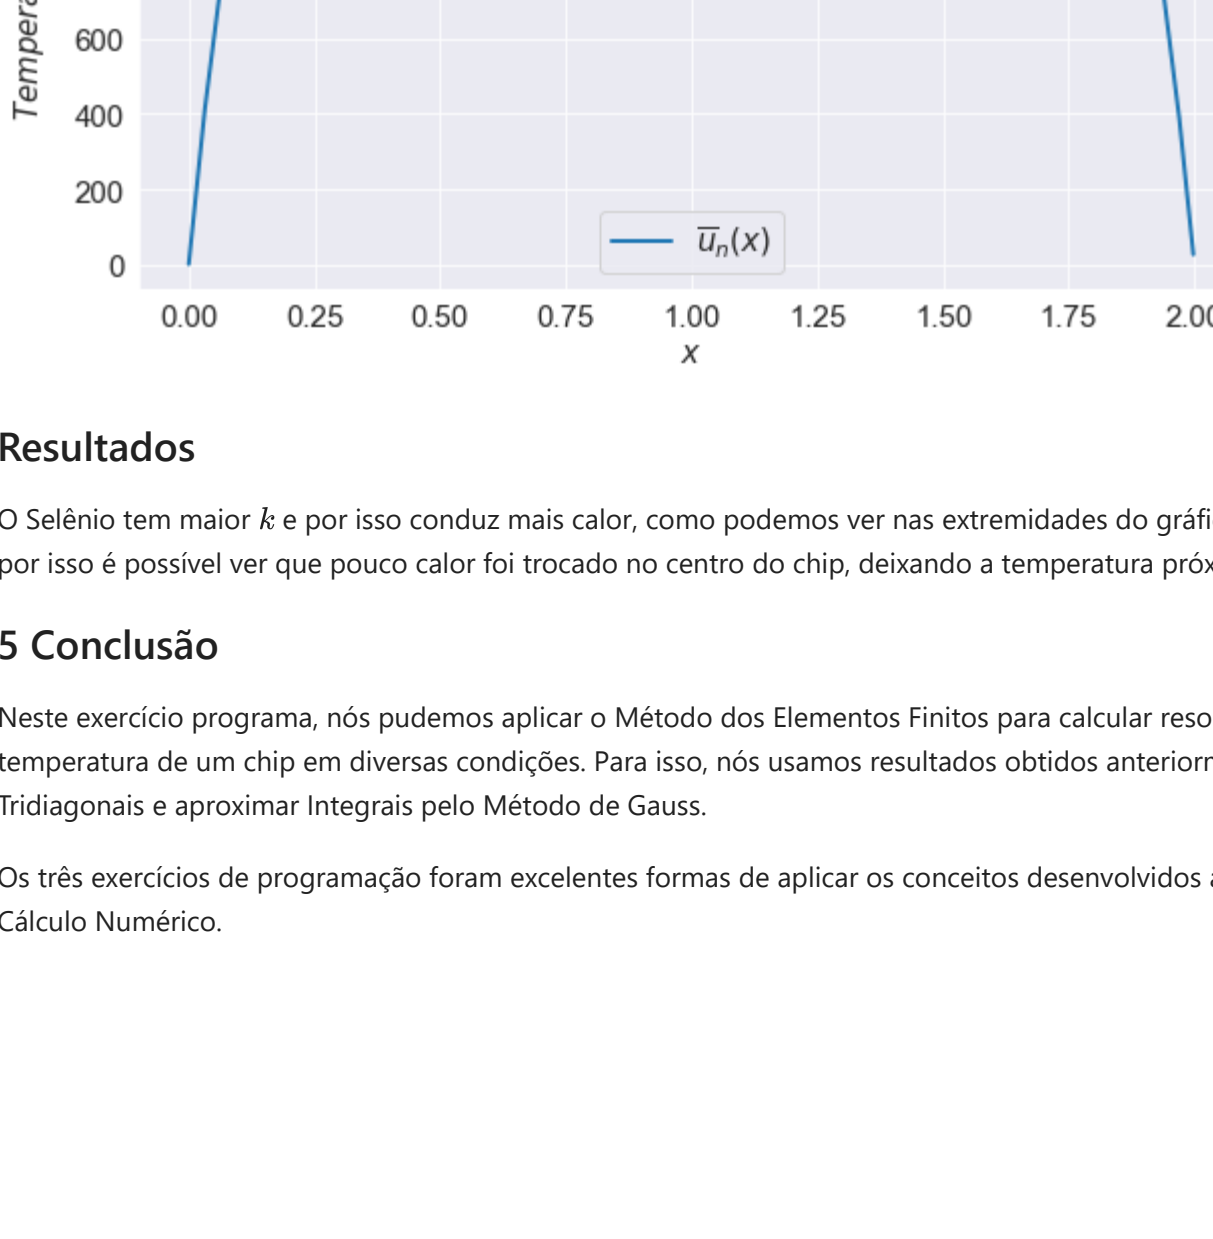 Tempera
600
400
200
0
u̅n(x)
0.00 0.25 0.50 0.75 1.00 1.25 1.50 1.75 2.00
x
Resultados
O Selênio tem maior k e por isso conduz mais calor, como podemos ver nas extremidades do gráfi
por isso é possível ver que pouco calor foi trocado no centro do chip, deixando a temperatura próx
5 Conclusão
Neste exercício programa, nós pudemos aplicar o Método dos Elementos Finitos para calcular reso
temperatura de um chip em diversas condições. Para isso, nós usamos resultados obtidos anteriorm
Tridiagonais e aproximar Integrais pelo Método de Gauss.
Os três exercícios de programação foram excelentes formas de aplicar os conceitos desenvolvidos a
Cálculo Numérico.